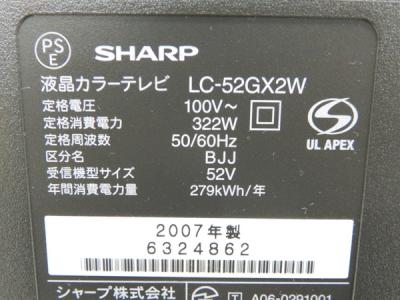 PS
E
SHARP
液晶カラーテレビ LC-52GX2W
定格電圧 100V～
定格消費電力 322W
定格周波数 50/60Hz
区分名 BJJ
受信機型サイズ 52V
年間消費電力量 279kWh/年
S
UL APEX
2007年製
6324862
シャープ株式会社
T A06-0291001